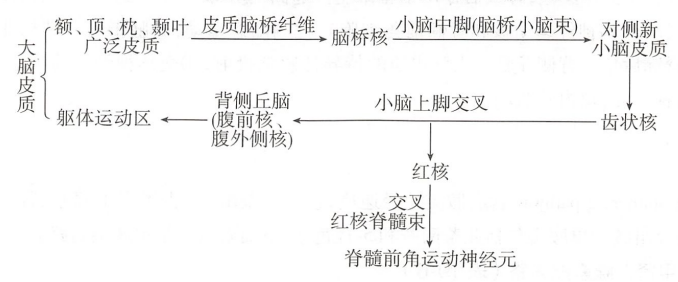 大脑皮质
额、顶、枕、颞叶
广泛皮质
皮质脑桥纤维
脑桥核
小脑中脚(脑桥小脑束)
对侧新
小脑皮质
躯体运动区
背侧丘脑
(腹前核、
腹外侧核)
小脑上脚交叉
齿状核
红核
交叉
红核脊髓束
脊髓前角运动神经元